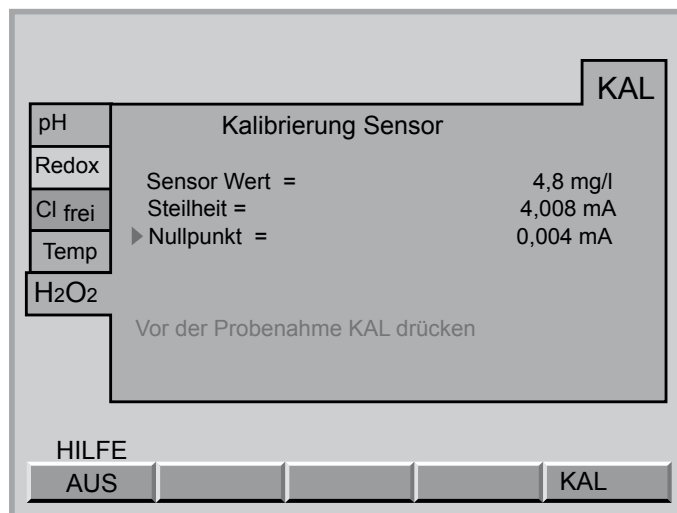 KAL
pH
Redox
Cl frei
Temp
H2O2
Kalibrierung Sensor
Sensor Wert = 4,8 mg/l
Steilheit = 4,008 mA
Nullpunkt = 0,004 mA
Vor der Probenahme KAL drücken
HILFE
AUS
KAL